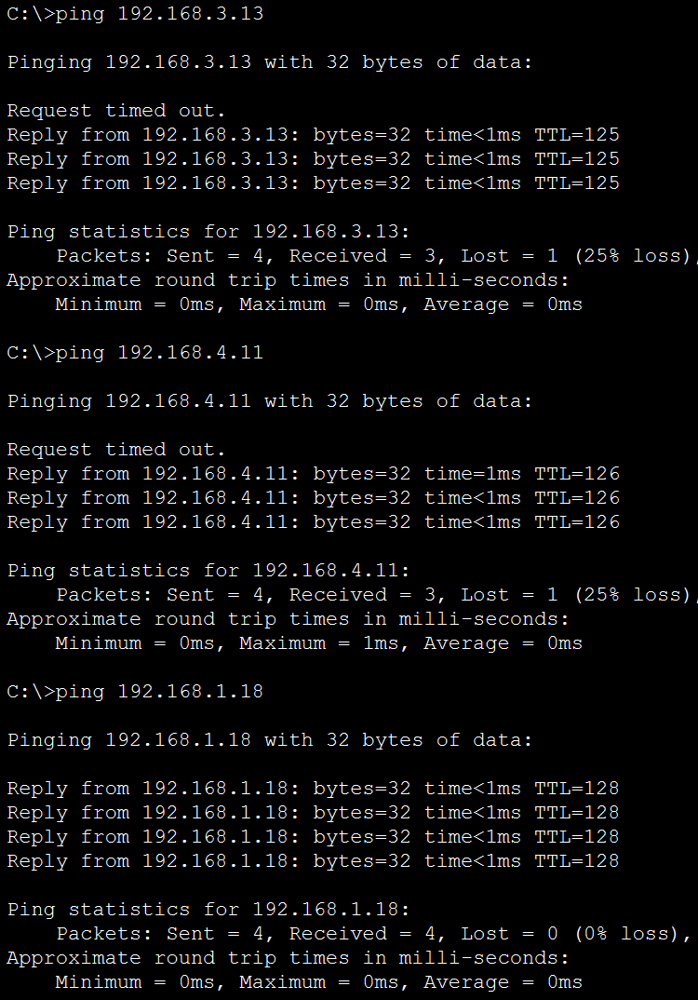 C:\>ping 192.168.3.13
Pinging 192.168.3.13 with 32 bytes of data:
Request timed out.
Reply from 192.168.3.13: bytes=32 time<1ms TTL=125
Reply from 192.168.3.13: bytes=32 time<1ms TTL=125
Reply from 192.168.3.13: bytes=32 time<1ms TTL=125
Ping statistics for 192.168.3.13:
    Packets: Sent = 4, Received = 3, Lost = 1 (25% loss),
Approximate round trip times in milli-seconds:
    Minimum = 0ms, Maximum = 0ms, Average = 0ms
C:\>ping 192.168.4.11
Pinging 192.168.4.11 with 32 bytes of data:
Request timed out.
Reply from 192.168.4.11: bytes=32 time=1ms TTL=126
Reply from 192.168.4.11: bytes=32 time<1ms TTL=126
Reply from 192.168.4.11: bytes=32 time<1ms TTL=126
Ping statistics for 192.168.4.11:
    Packets: Sent = 4, Received = 3, Lost = 1 (25% loss),
Approximate round trip times in milli-seconds:
    Minimum = 0ms, Maximum = 1ms, Average = 0ms
C:\>ping 192.168.1.18
Pinging 192.168.1.18 with 32 bytes of data:
Reply from 192.168.1.18: bytes=32 time<1ms TTL=128
Reply from 192.168.1.18: bytes=32 time<1ms TTL=128
Reply from 192.168.1.18: bytes=32 time<1ms TTL=128
Reply from 192.168.1.18: bytes=32 time<1ms TTL=128
Ping statistics for 192.168.1.18:
    Packets: Sent = 4, Received = 4, Lost = 0 (0% loss),
Approximate round trip times in milli-seconds:
    Minimum = 0ms, Maximum = 0ms, Average = 0ms